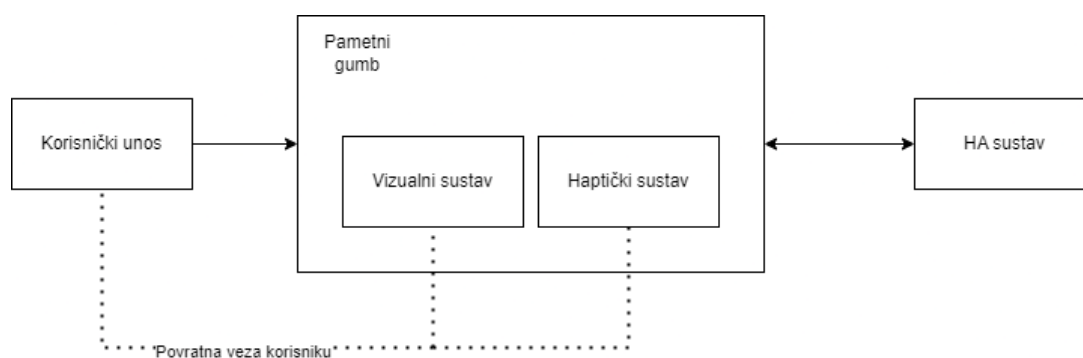 Pametni
gumb
Korisnički unos
HA sustav
Vizualni sustav
Haptički sustav
Povratna veza korisniku